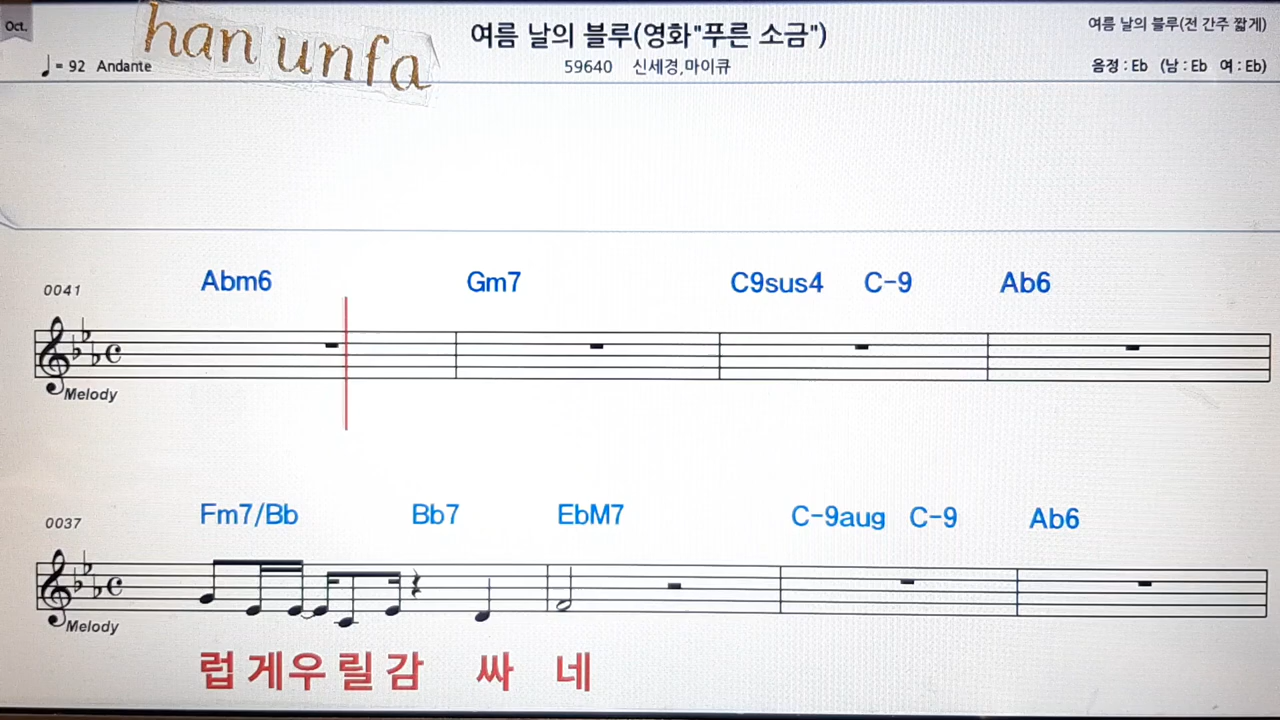 Oct.
han unfa
여름 날의 블루(영화"푸른 소금")
여름 날의 블루(전 간주 짧게)
♩= 92 Andante
59640 신세경,마이큐
음정 : Eb (남 : Eb 여 : Eb)
Abm6 Gm7 C9sus4 C-9 Ab6
0041
Melody
Fm7/Bb Bb7 EbM7 C-9aug C-9 Ab6
0037
Melody
럽 게우 릴 감 싸 네